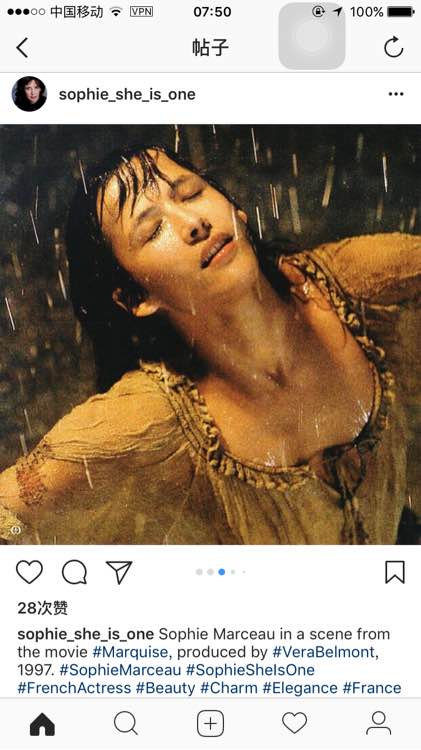 中国移动 VPN 07:50 100%
帖子
sophie_she_is_one
28次赞
sophie_she_is_one Sophie Marceau in a scene from
the movie #Marquise, produced by #VeraBelmont,
1997. #SophieMarceau #SophieSheIsOne
#FrenchActress #Beauty #Charm #Elegance #France